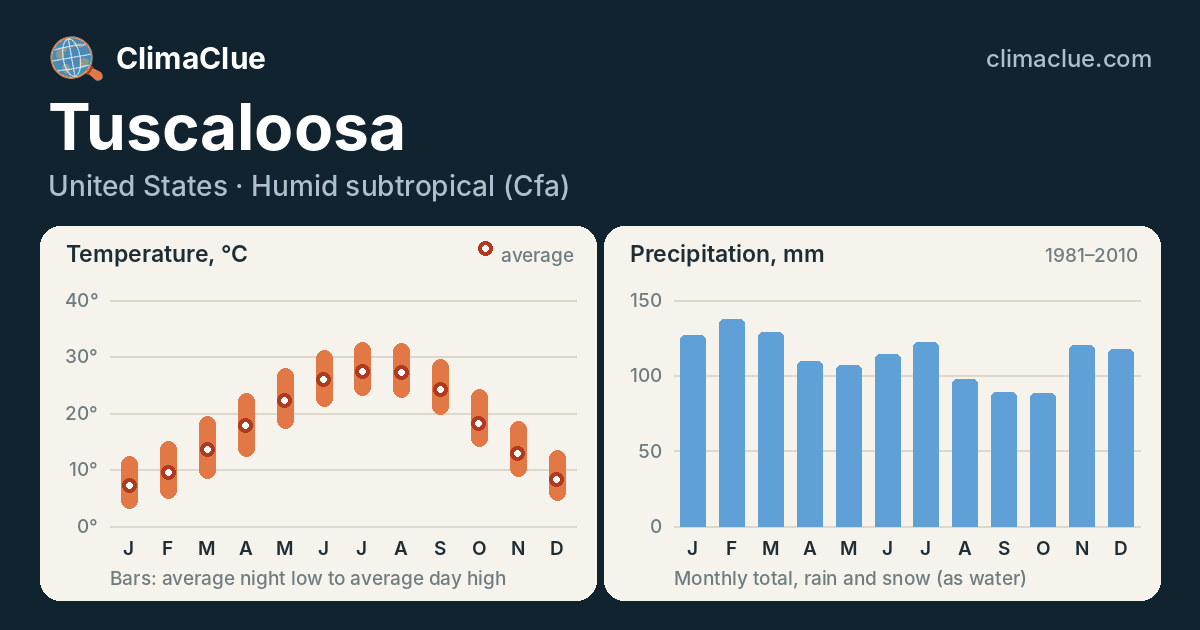 ClimaClue
climaclue.com
Tuscaloosa
United States · Humid subtropical (Cfa)
Temperature, °C
average
40°
30°
20°
10°
0°
J F M A M J J A S O N D
Bars: average night low to average day high
Precipitation, mm
1981–2010
150
100
50
0
J F M A M J J A S O N D
Monthly total, rain and snow (as water)